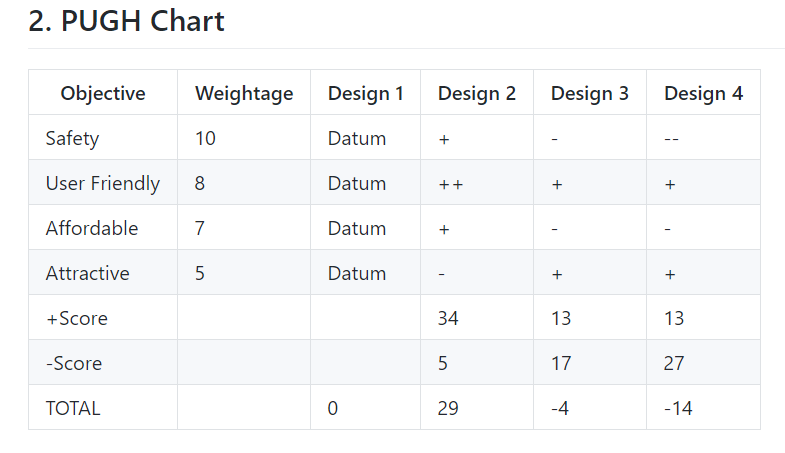 2. PUGH Chart
Objective Weightage Design 1 Design 2 Design 3 Design 4
Safety 10 Datum + - --
User Friendly 8 Datum ++ + +
Affordable 7 Datum + - -
Attractive 5 Datum - + +
+Score 34 13 13
-Score 5 17 27
TOTAL 0 29 -4 -14